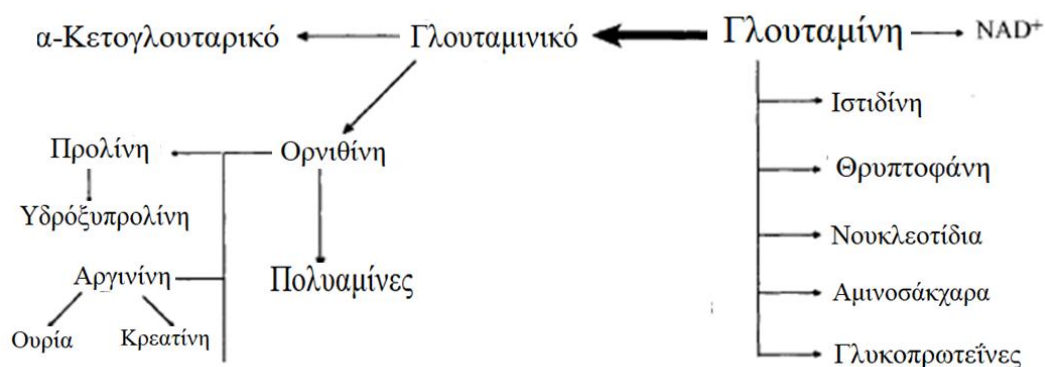 α-Κετογλουταρικό Γλουταμινικό Γλουταμίνη NAD+
Ιστιδίνη
Προλίνη Ορνιθίνη
Θρυπτοφάνη
Υδρόξυπρολίνη
Νουκλεοτίδια
Αργινίνη Πολυαμίνες
Αμινοσάκχαρα
Ουρία Κρεατίνη
Γλυκοπρωτεΐνες